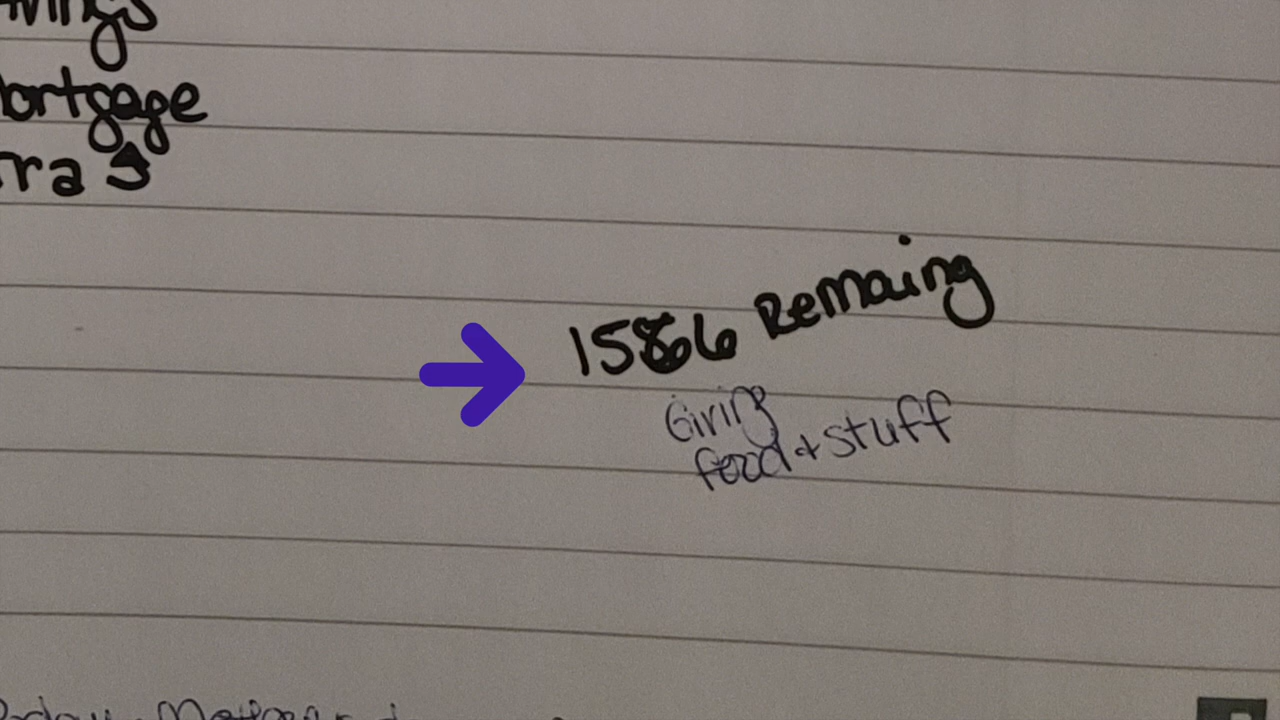 ortgage
ra
1586 Remaing
Giving
food + stuff